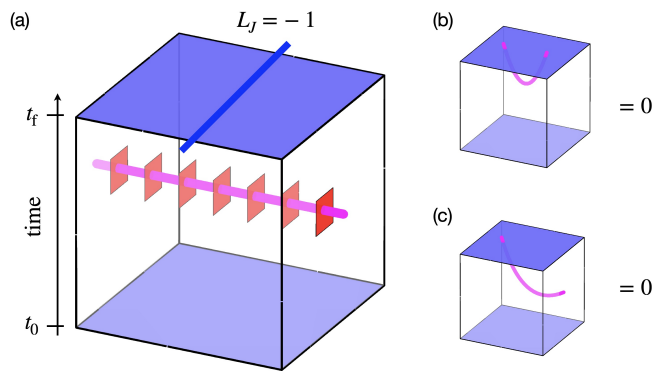 (a)
L_J = − 1
t_f
time
t_0
(b)
= 0
(c)
= 0